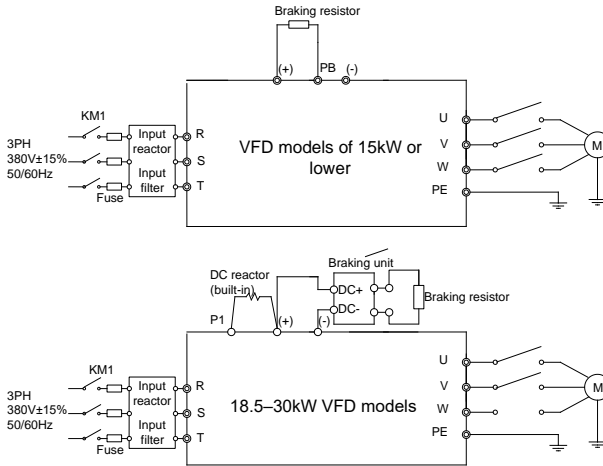 Braking resistor
(+)
PB
(-)
KM1
3PH
380V±15%
50/60Hz
Fuse
Input
reactor
Input
filter
R
S
T
VFD models of 15kW or
lower
U
V
W
PE
M
DC reactor
(built-in)
Braking unit
DC+
DC-
Braking resistor
P1
(+)
(-)
KM1
3PH
380V±15%
50/60Hz
Fuse
Input
reactor
Input
filter
R
S
T
18.5–30kW VFD models
U
V
W
PE
M